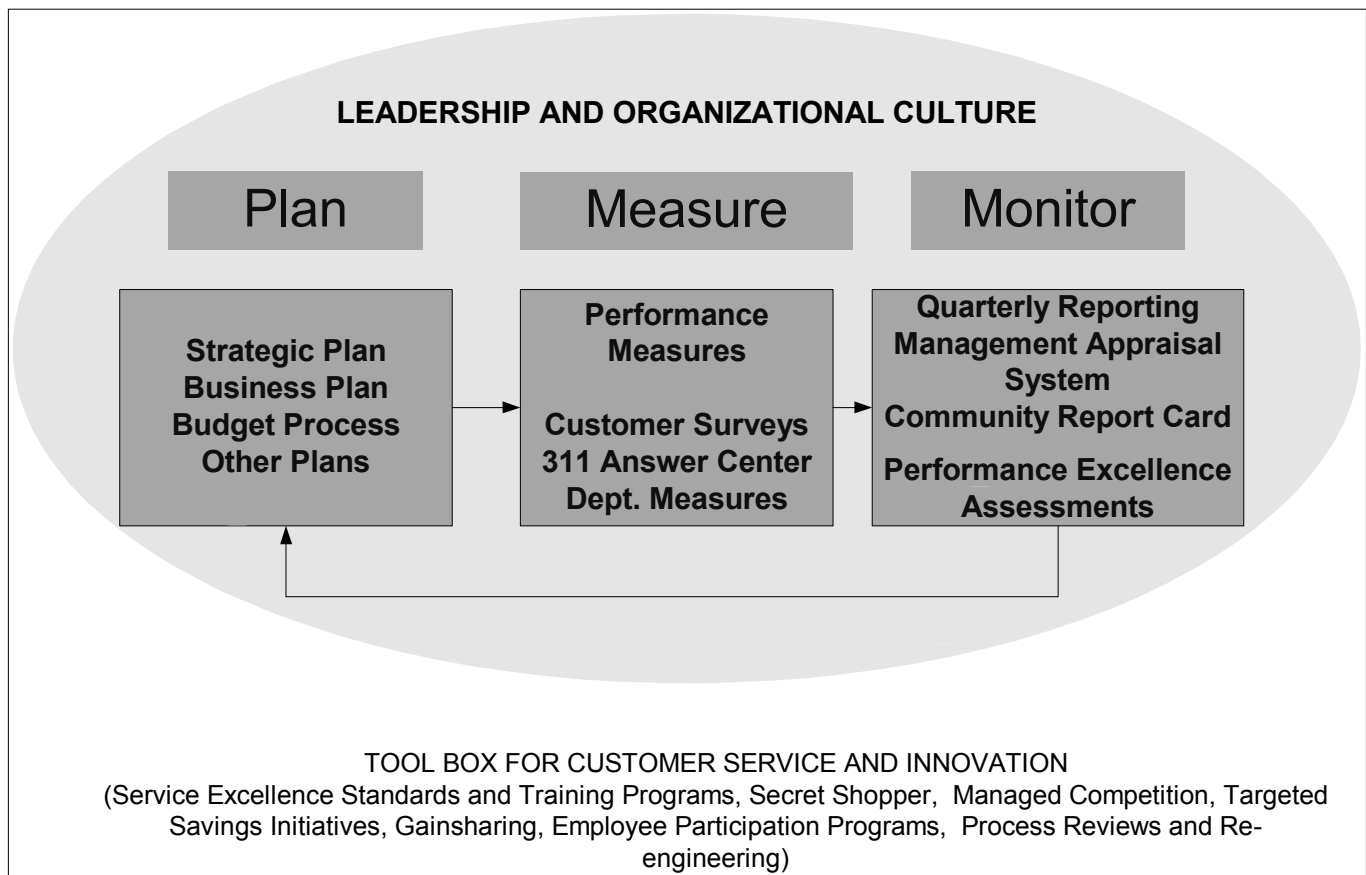 LEADERSHIP AND ORGANIZATIONAL CULTURE
Plan
Measure
Monitor
Strategic Plan
Business Plan
Budget Process
Other Plans
Performance
Measures
Customer Surveys
311 Answer Center
Dept. Measures
Quarterly Reporting
Management Appraisal
System
Community Report Card
Performance Excellence
Assessments
TOOL BOX FOR CUSTOMER SERVICE AND INNOVATION
(Service Excellence Standards and Training Programs, Secret Shopper, Managed Competition, Targeted
Savings Initiatives, Gainsharing, Employee Participation Programs, Process Reviews and Re-
engineering)